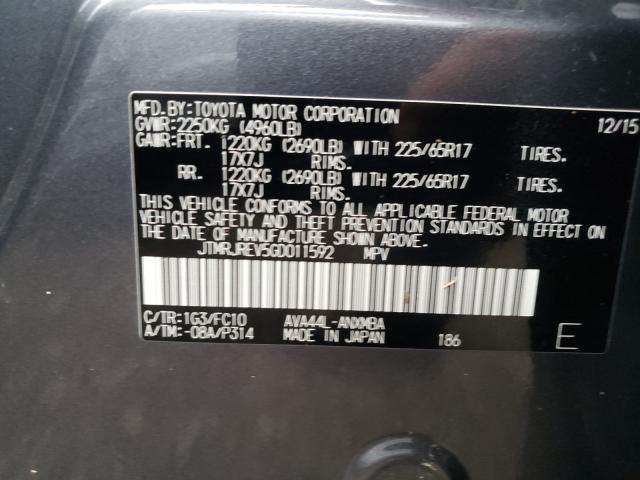 MFD.BY:TOYOTA MOTOR CORPORATION 12/15
GVWR:2250KG (4960LB)
GAWR:FRT. 1220KG (2690LB) WITH 225/65R17 TIRES.
17X7J RIMS.
RR. 1220KG (2690LB) WITH 225/65R17 TIRES.
17X7J RIMS.
THIS VEHICLE CONFORMS TO ALL APPLICABLE FEDERAL MOTOR
VEHICLE SAFETY AND THEFT PREVENTION STANDARDS IN EFFECT ON
THE DATE OF MANUFACTURE SHOWN ABOVE.
JTMRJREV5GD011592 MPV
C/TR:1G3/FC10 AVA44L-ANXMBA
A/TM:-08A/P314 MADE IN JAPAN 186 E